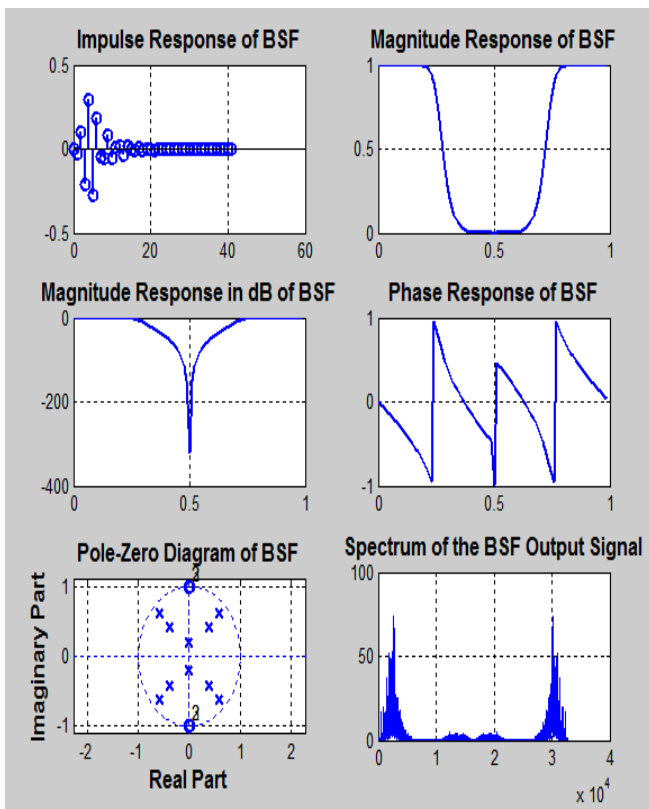 Impulse Response of BSF
0.5
0
-0.5
0 20 40 60
Magnitude Response of BSF
1
0.5
0
0 0.5 1
Magnitude Response in dB of BSF
0
-200
-400
0 0.5 1
Phase Response of BSF
1
0
-1
0 0.5 1
Pole-Zero Diagram of BSF
Imaginary Part
1
0
-1
2
-2 -1 0 1 2
Real Part
Spectrum of the BSF Output Signal
100
50
0
0 1 2 3 4
x 10^4